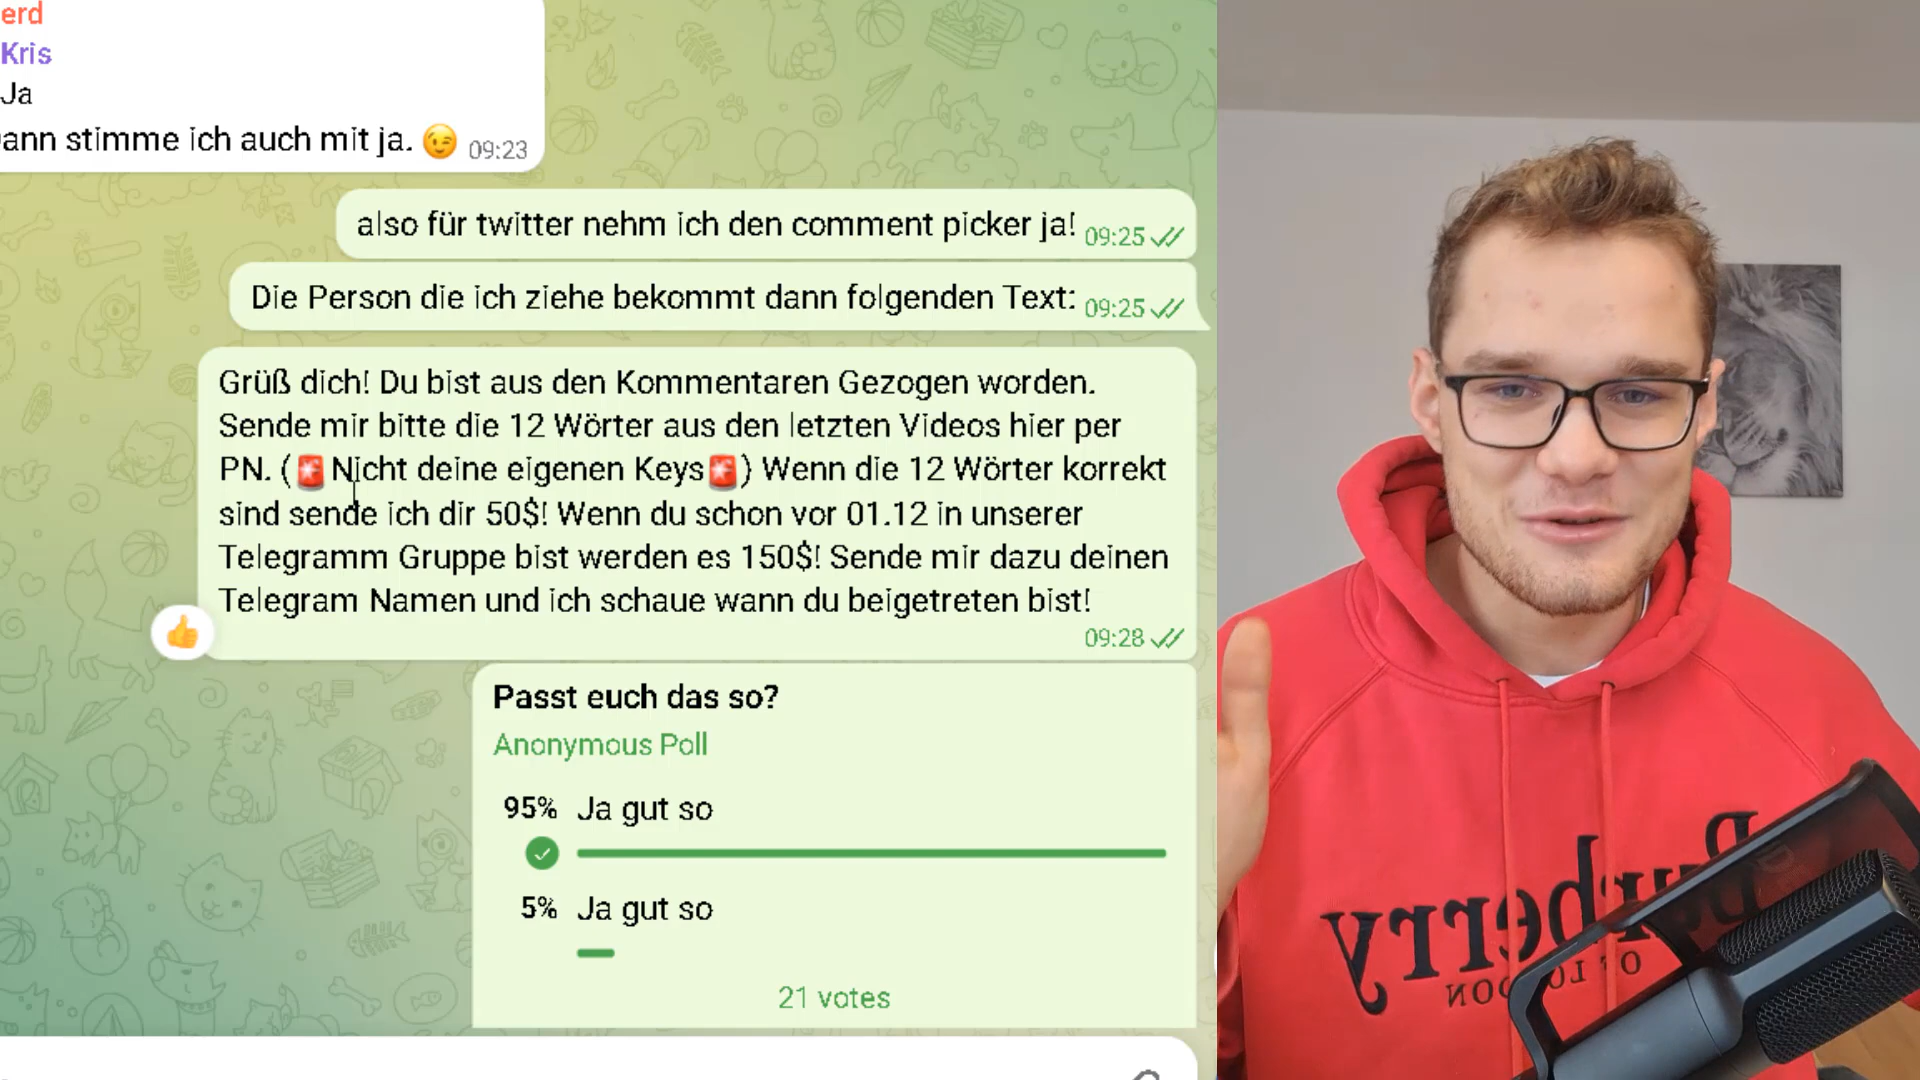 erd
Kris
Ja
ann stimme ich auch mit ja. 😉 09:23
also für twitter nehm ich den comment picker ja! 09:25
Die Person die ich ziehe bekommt dann folgenden Text: 09:25
Grüß dich! Du bist aus den Kommentaren Gezogen worden.
Sende mir bitte die 12 Wörter aus den letzten Videos hier per
PN. (🚨Nicht deine eigenen Keys🚨) Wenn die 12 Wörter korrekt
sind sende ich dir 50$! Wenn du schon vor 01.12 in unserer
Telegramm Gruppe bist werden es 150$! Sende mir dazu deinen
Telegram Namen und ich schaue wann du beigetreten bist!
09:28
Passt euch das so?
Anonymous Poll
95% Ja gut so
5% Ja gut so
21 votes
Burberry
OF LONDON